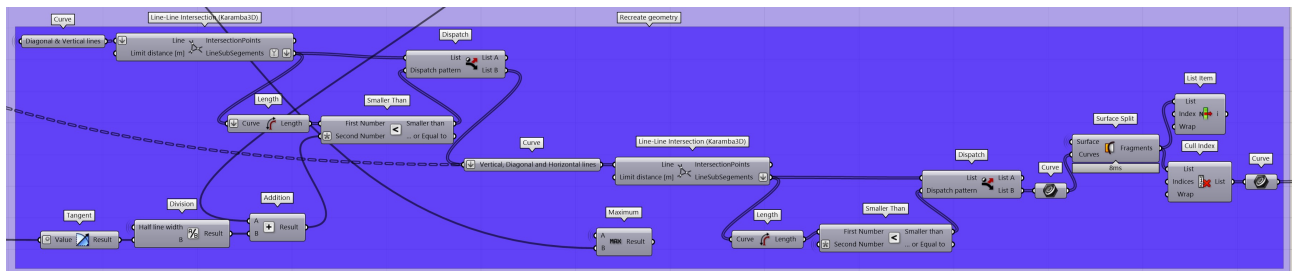 Curve
Line-Line Intersection (Karamba3D)
Recreate geometry
Diagonal & Vertical lines
Line IntersectionPoints
Limit distance [m] LineSubSegements
Dispatch
List List A
Dispatch pattern List B
Length
Curve Length
Smaller Than
First Number Smaller than
Second Number ... or Equal to
Curve
Vertical, Diagonal and Horizontal lines
Line-Line Intersection (Karamba3D)
Line IntersectionPoints
Limit distance [m] LineSubSegements
Dispatch
List List A
Dispatch pattern List B
Curve
Surface Split
Surface
Curves
Fragments
8ms
List Item
List
Index i
Wrap
Cull Index
List
Indices List
Wrap
Curve
Tangent
Value Result
Division
Half line width
B
Result
Addition
A
B
Result
Maximum
A
B
MAX Result
Length
Curve Length
Smaller Than
First Number Smaller than
Second Number ... or Equal to